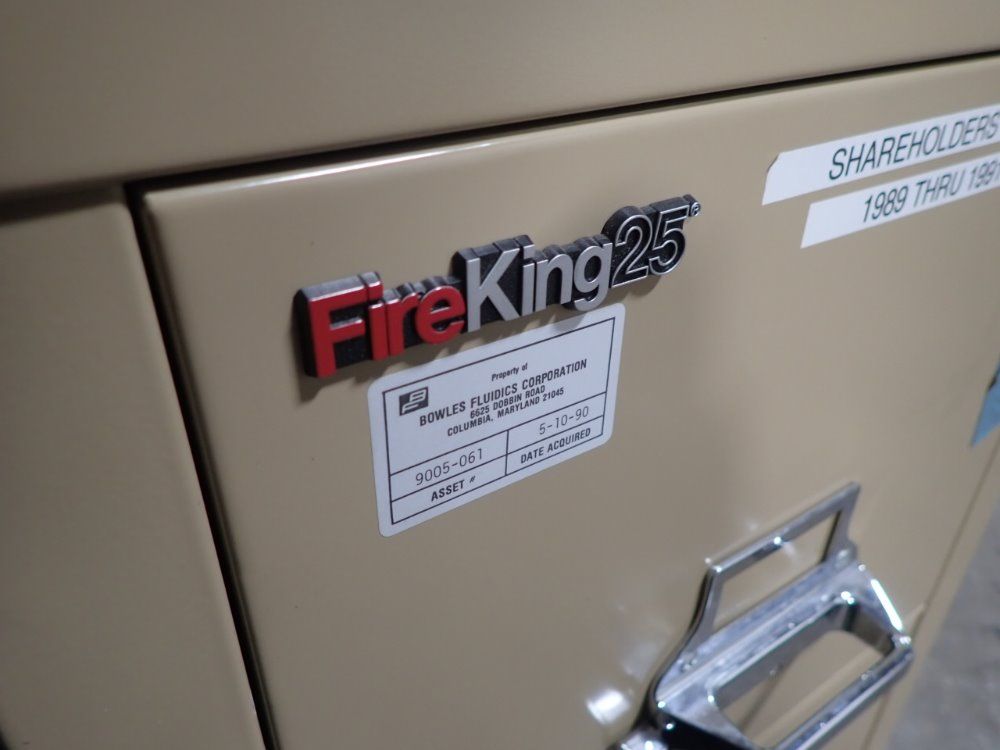 SHAREHOLDERS
1989 THRU 1991
FireKing25®
Property of
BOWLES FLUIDICS CORPORATION
6625 DOBBIN ROAD
COLUMBIA, MARYLAND 21045
9005-061
5-10-90
ASSET #
DATE ACQUIRED